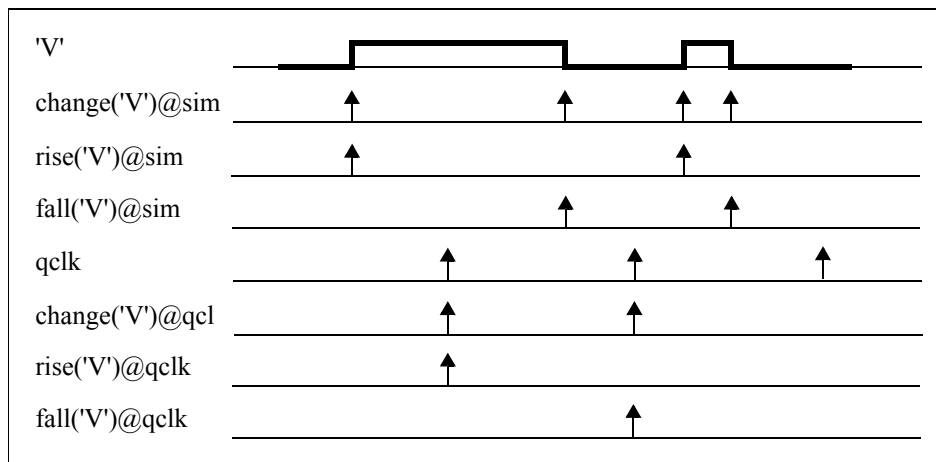 'V'
change('V')@sim
rise('V')@sim
fall('V')@sim
qclk
change('V')@qcl
rise('V')@qclk
fall('V')@qclk